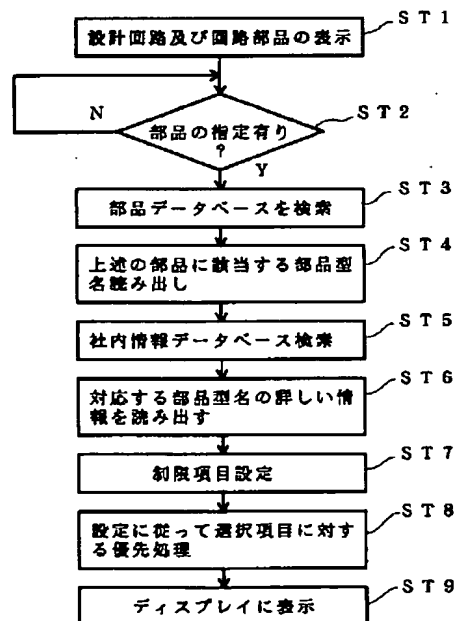 ST1
設計回路及び回路部品の表示
ST2
部品の指定有り
?
N
Y
ST3
部品データベースを検索
ST4
上述の部品に該当する部品型
名読み出し
ST5
社内情報データベース検索
ST6
対応する部品型名の詳しい情
報を読み出す
ST7
制限項目設定
ST8
設定に従って選択項目に対す
る優先処理
ST9
ディスプレイに表示